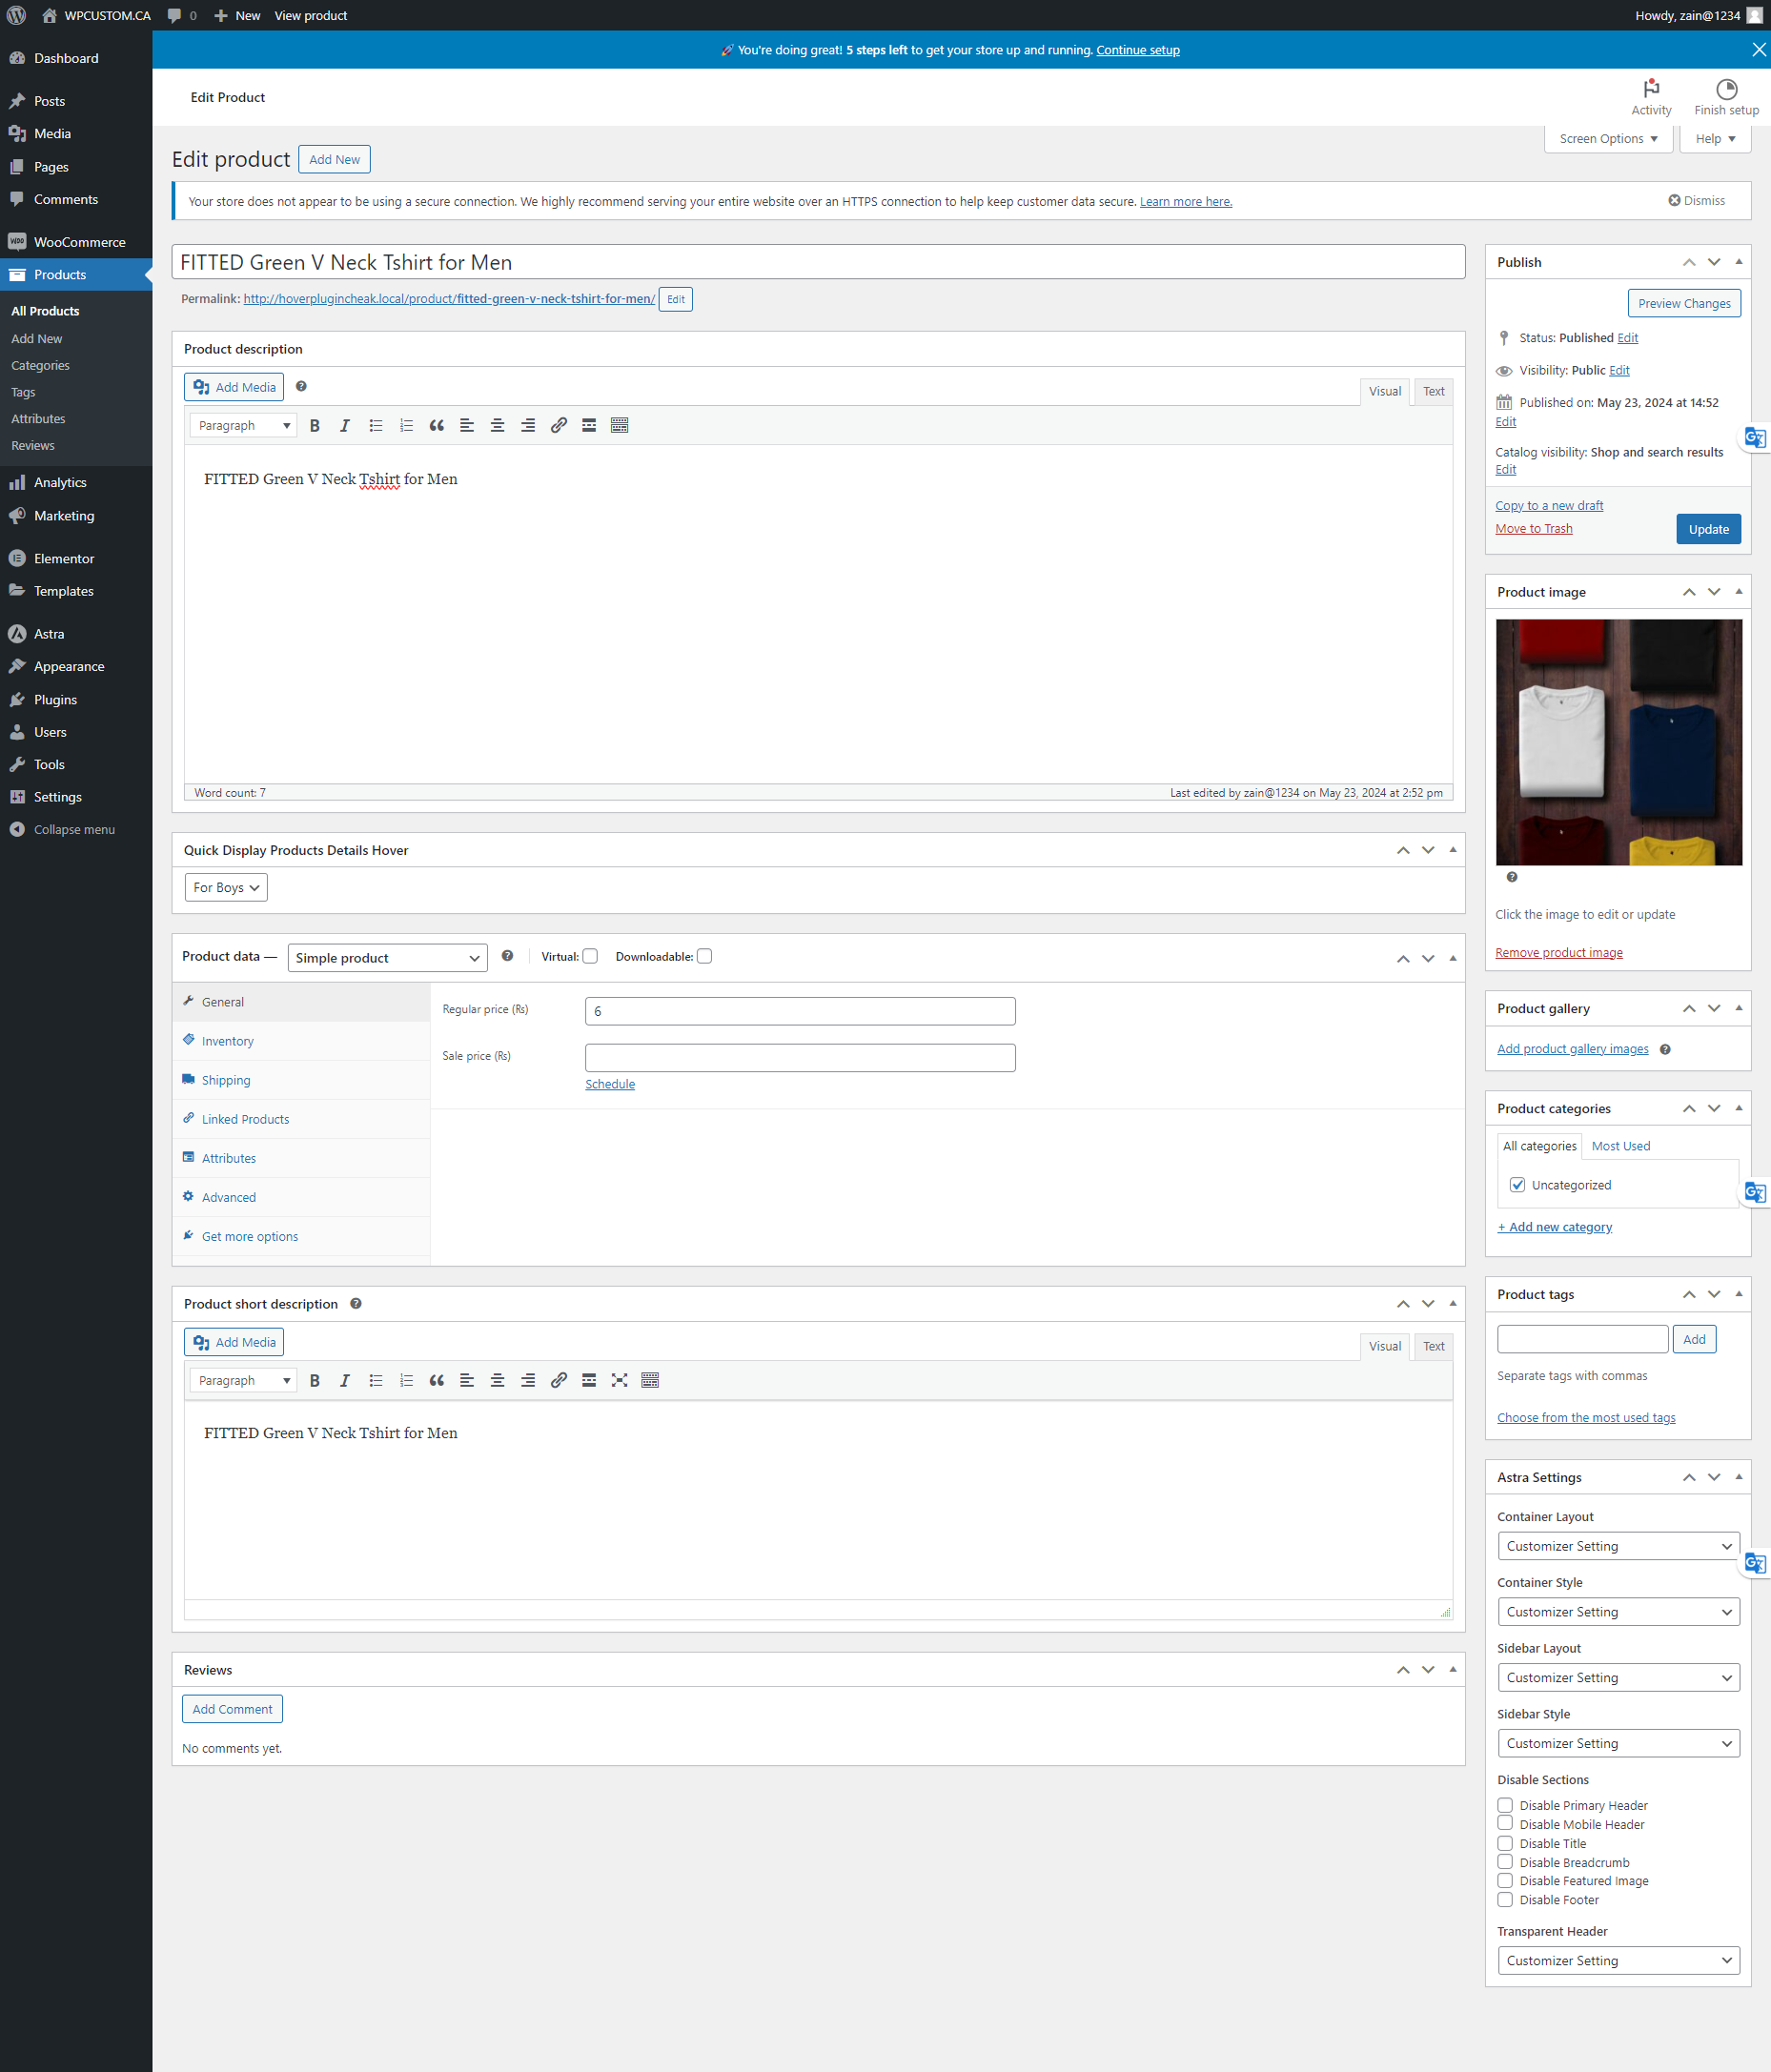 WPCUSTOM.CA 0 New View product Howdy, zain@1234
Dashboard
Posts
Media
Pages
Comments
WooCommerce
Products
All Products
Add New
Categories
Tags
Attributes
Reviews
Analytics
Marketing
Elementor
Templates
Astra
Appearance
Plugins
Users
Tools
Settings
Collapse menu
🚀 You're doing great! 5 steps left to get your store up and running. Continue setup
Edit Product
Activity Finish setup
Screen Options Help
Edit product Add New
Your store does not appear to be using a secure connection. We highly recommend serving your entire website over an HTTPS connection to help keep customer data secure. Learn more here. Dismiss
FITTED Green V Neck Tshirt for Men
Permalink: http://hoverplugincheak.local/product/fitted-green-v-neck-tshirt-for-men/ Edit
Product description
Add Media Visual Text
Paragraph B I
FITTED Green V Neck Tshirt for Men
Word count: 7 Last edited by zain@1234 on May 23, 2024 at 2:52 pm
Quick Display Products Details Hover
For Boys
Product data — Simple product Virtual: Downloadable:
General
Inventory
Shipping
Linked Products
Attributes
Advanced
Get more options
Regular price (₨) 6
Sale price (₨)
Schedule
Product short description
Add Media Visual Text
Paragraph B I
FITTED Green V Neck Tshirt for Men
Reviews
Add Comment
No comments yet.
Publish
Preview Changes
Status: Published Edit
Visibility: Public Edit
Published on: May 23, 2024 at 14:52
Edit
Catalog visibility: Shop and search results
Edit
Copy to a new draft
Move to Trash Update
Product image
Click the image to edit or update
Remove product image
Product gallery
Add product gallery images
Product categories
All categories Most Used
Uncategorized
+ Add new category
Product tags
Add
Separate tags with commas
Choose from the most used tags
Astra Settings
Container Layout
Customizer Setting
Container Style
Customizer Setting
Sidebar Layout
Customizer Setting
Sidebar Style
Customizer Setting
Disable Sections
Disable Primary Header
Disable Mobile Header
Disable Title
Disable Breadcrumb
Disable Featured Image
Disable Footer
Transparent Header
Customizer Setting